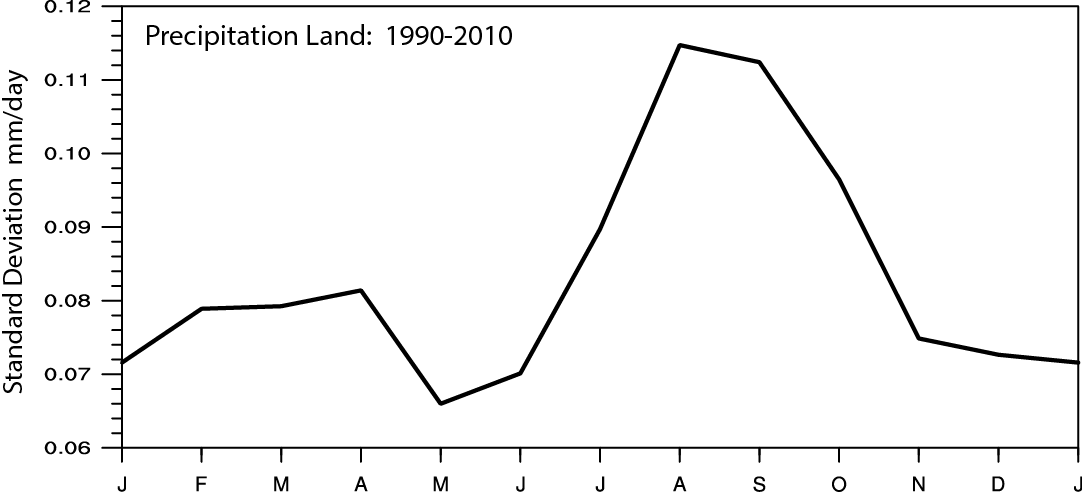 Precipitation Land: 1990-2010
Standard Deviation mm/day
0.12
0.11
0.10
0.09
0.08
0.07
0.06
J F M A M J J A S O N D J